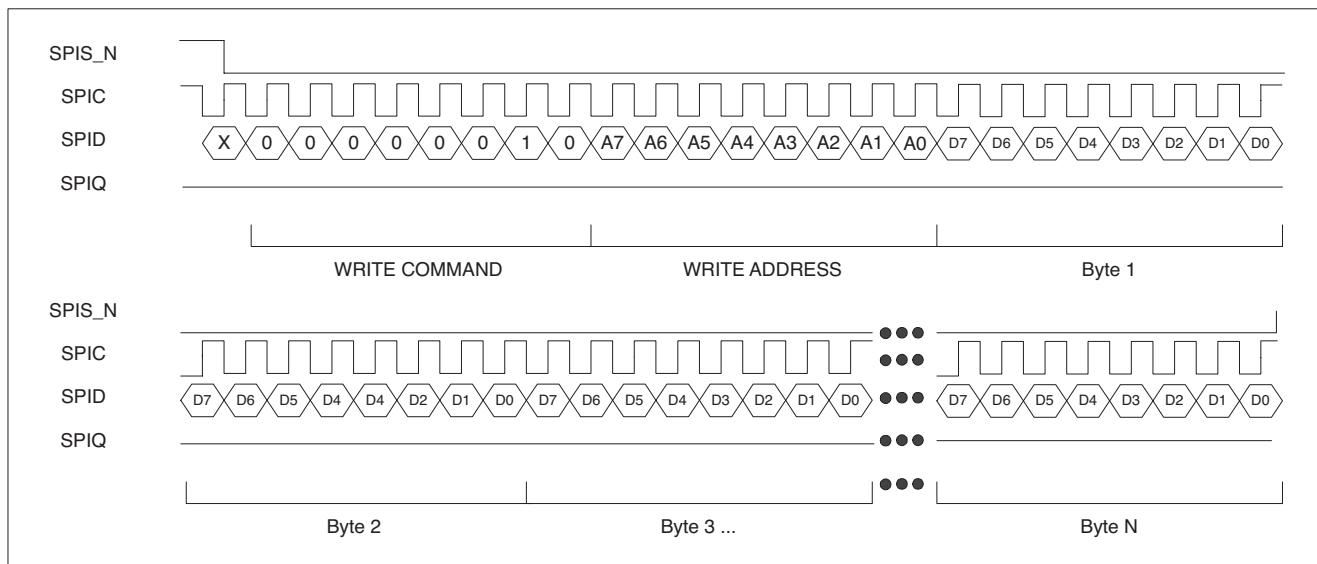 SPIS_N
SPIC
SPID X 0 0 0 0 0 0 1 0 A7 A6 A5 A4 A3 A2 A1 A0 D7 D6 D5 D4 D3 D2 D1 D0
SPIQ
WRITE COMMAND WRITE ADDRESS Byte 1
SPIS_N
SPIC
SPID D7 D6 D5 D4 D4 D2 D1 D0 D7 D6 D5 D4 D3 D2 D1 D0 D7 D6 D5 D4 D3 D2 D1 D0
SPIQ
Byte 2 Byte 3 ... Byte N